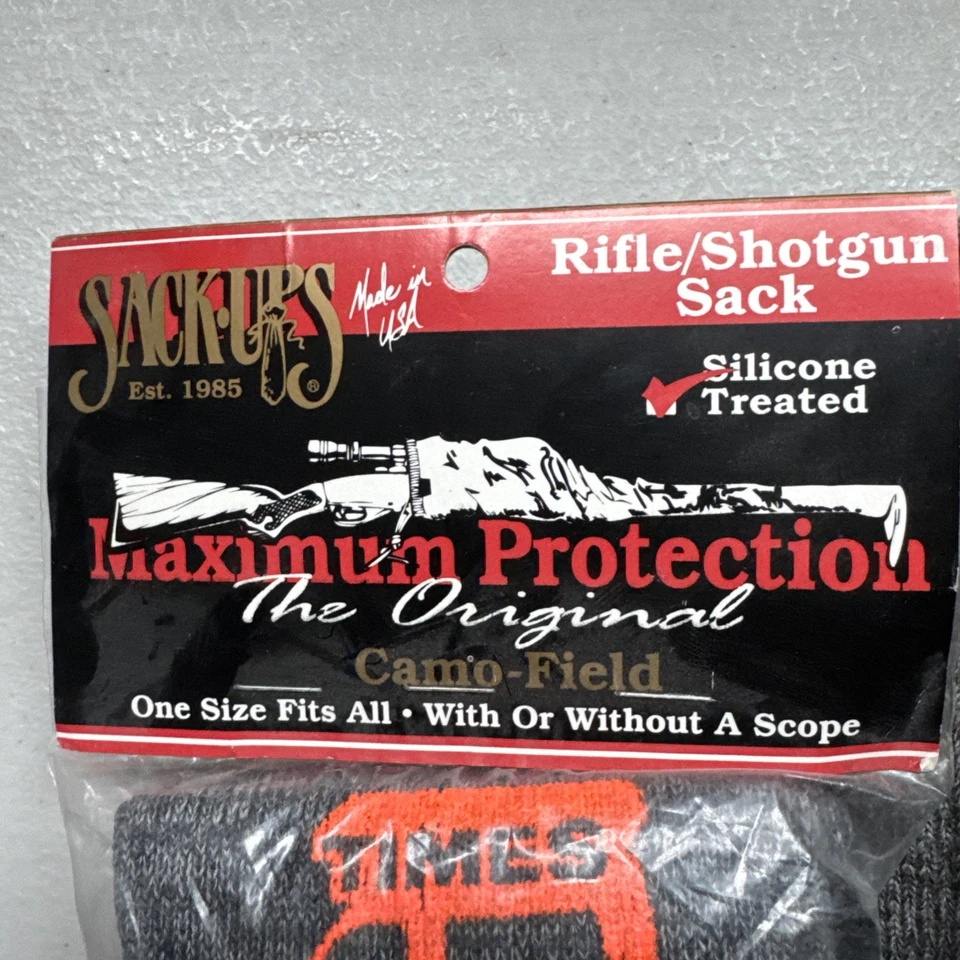 SACK-UPS
Est. 1985 ®
Made in
USA
Rifle/Shotgun
Sack
Silicone
Treated
Maximum Protection
The Original
Camo-Field
One Size Fits All • With Or Without A Scope
TIMES